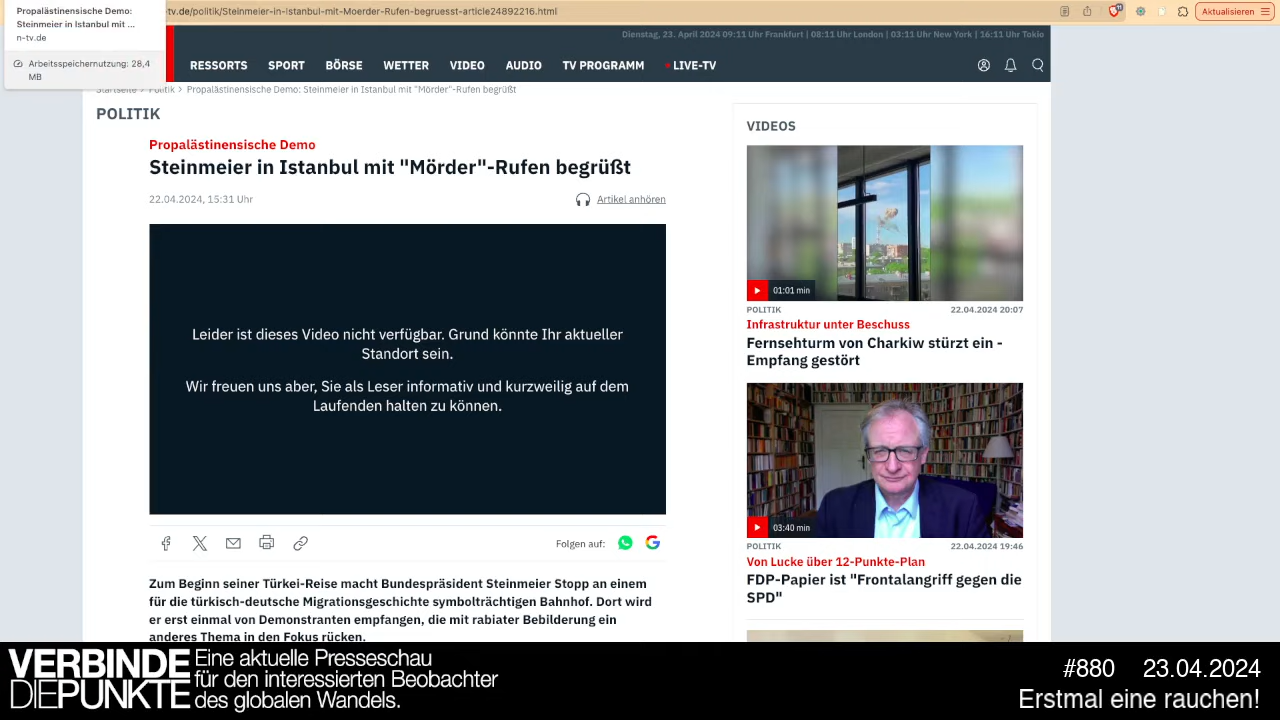 Propalästinensische Demo:
Steinmeier in Istanbul mit ...
n-tv.de
Arbeitsspeichernutzung: 28,4
MB
-tv.de/politik/Steinmeier-in-Istanbul-mit-Moerder-Rufen-begruesst-article24892216.html
Aktualisieren
Dienstag, 23. April 2024 09:11 Uhr Frankfurt | 08:11 Uhr London | 03:11 Uhr New York | 16:11 Uhr Tokio
RESSORTS SPORT BÖRSE WETTER VIDEO AUDIO TV PROGRAMM LIVE-TV
Startseite > Politik > Propalästinensische Demo: Steinmeier in Istanbul mit "Mörder"-Rufen begrüßt
POLITIK
Propalästinensische Demo
Steinmeier in Istanbul mit "Mörder"-Rufen begrüßt
22.04.2024, 15:31 Uhr
Artikel anhören
Leider ist dieses Video nicht verfügbar. Grund könnte Ihr aktueller
Standort sein.
Wir freuen uns aber, Sie als Leser informativ und kurzweilig auf dem
Laufenden halten zu können.
Folgen auf:
Zum Beginn seiner Türkei-Reise macht Bundespräsident Steinmeier Stopp an einem
für die türkisch-deutsche Migrationsgeschichte symbolträchtigen Bahnhof. Dort wird
er erst einmal von Demonstranten empfangen, die mit rabiater Bebilderung ein
anderes Thema in den Fokus rücken.
VIDEOS
01:01 min
POLITIK 22.04.2024 20:07
Infrastruktur unter Beschuss
Fernsehturm von Charkiw stürzt ein -
Empfang gestört
03:40 min
POLITIK 22.04.2024 19:46
Von Lucke über 12-Punkte-Plan
FDP-Papier ist "Frontalangriff gegen die
SPD"
VERBINDE
DIEPUNKTE
Eine aktuelle Presseschau
für den interessierten Beobachter
des globalen Wandels.
#880 23.04.2024
Erstmal eine rauchen!